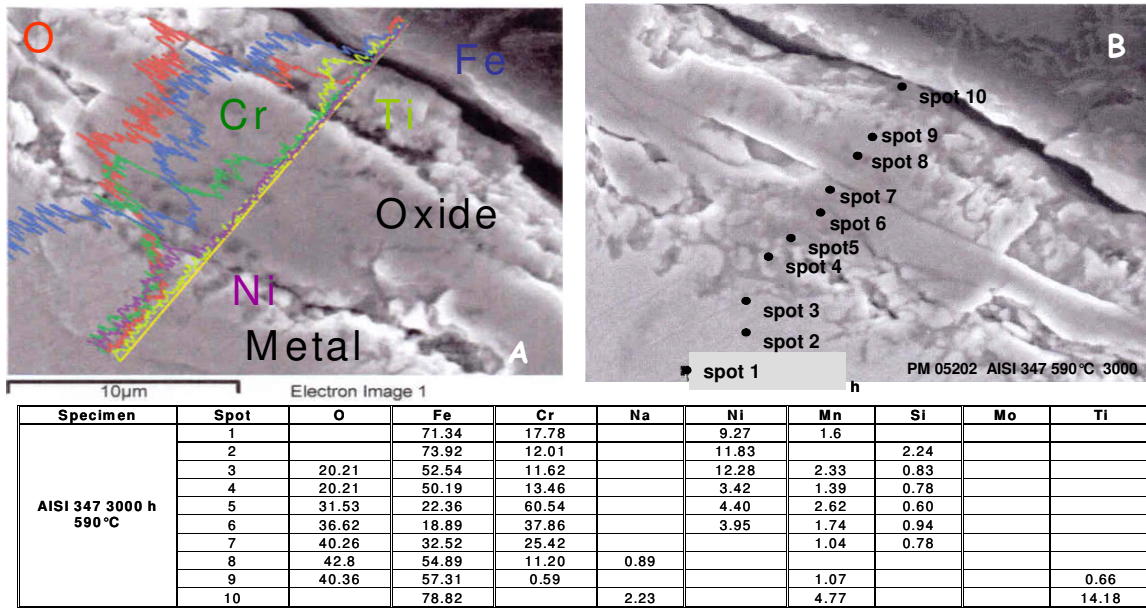 O
Fe
Cr
Ti
Oxide
Ni
Metal
A
10µm
Electron Image 1
B
spot 10
spot 9
spot 8
spot 7
spot 6
spot5
spot 4
spot 3
spot 2
spot 1
PM 05202 AISI 347 590°C 3000
h
Specimen Spot O Fe Cr Na Ni Mn Si Mo Ti
AISI 347 3000 h
590°C
1 71.34 17.78 9.27 1.6
2 73.92 12.01 11.83 2.24
3 20.21 52.54 11.62 12.28 2.33 0.83
4 20.21 50.19 13.46 3.42 1.39 0.78
5 31.53 22.36 60.54 4.40 2.62 0.60
6 36.62 18.89 37.86 3.95 1.74 0.94
7 40.26 32.52 25.42 1.04 0.78
8 42.8 54.89 11.20 0.89
9 40.36 57.31 0.59 1.07 0.66
10 78.82 2.23 4.77 14.18